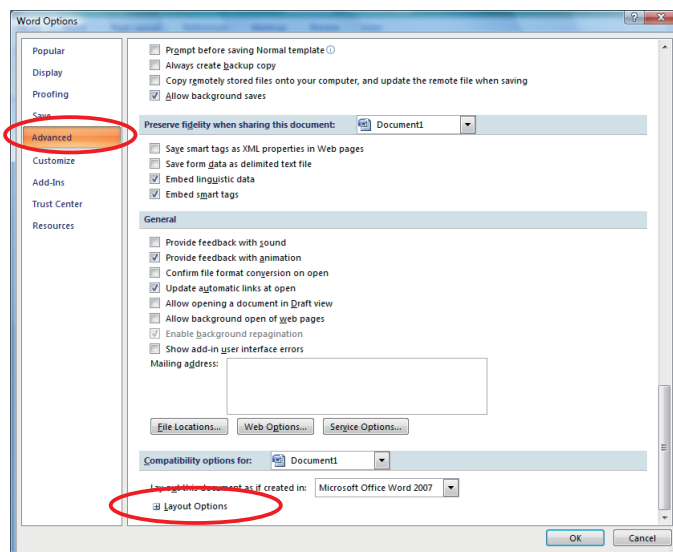 Word Options
Popular
Display
Proofing
Save
Advanced
Customize
Add-Ins
Trust Center
Resources
Prompt before saving Normal template
Always create backup copy
Copy remotely stored files onto your computer, and update the remote file when saving
Allow background saves
Preserve fidelity when sharing this document: Document1
Save smart tags as XML properties in Web pages
Save form data as delimited text file
Embed linguistic data
Embed smart tags
General
Provide feedback with sound
Provide feedback with animation
Confirm file format conversion on open
Update automatic links at open
Allow opening a document in Draft view
Allow background open of web pages
Enable background repagination
Show add-in user interface errors
Mailing address:
File Locations... Web Options... Service Options...
Compatibility options for: Document1
Lay out this document as if created in: Microsoft Office Word 2007
Layout Options
OK Cancel